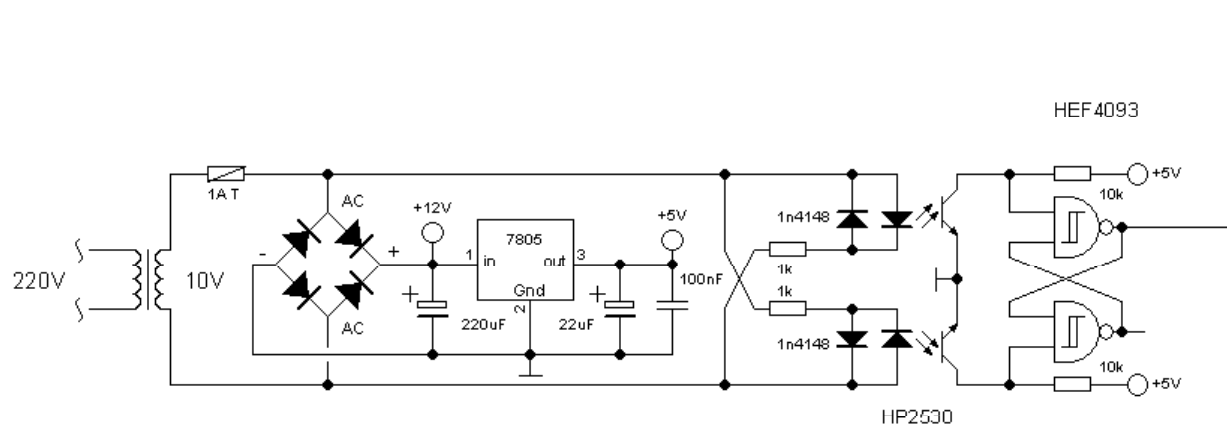 HEF4093
+5V
1A T
10k
AC
+12V
+5V
1n4148
7805
- + 1 in out 3
220V 10V
1k
100nF
Gnd
2
1k
+ +
220uF 22uF
AC
1n4148
10k
+5V
HP2530